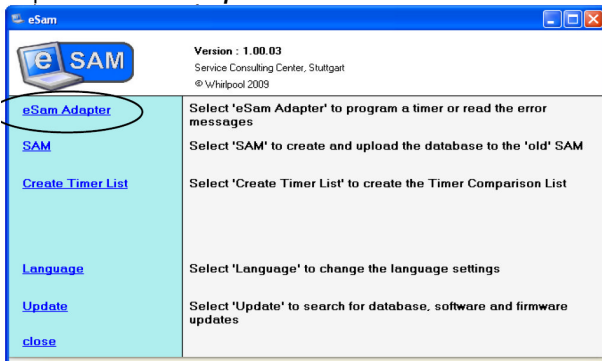 eSam
e SAM
Version : 1.00.03
Service Consulting Center, Stuttgart
© Whirlpool 2009
eSam Adapter
Select 'eSam Adapter' to program a timer or read the error
messages
SAM
Select 'SAM' to create and upload the database to the 'old' SAM
Create Timer List
Select 'Create Timer List' to create the Timer Comparison List
Language
Select 'Language' to change the language settings
Update
Select 'Update' to search for database, software and firmware
updates
close